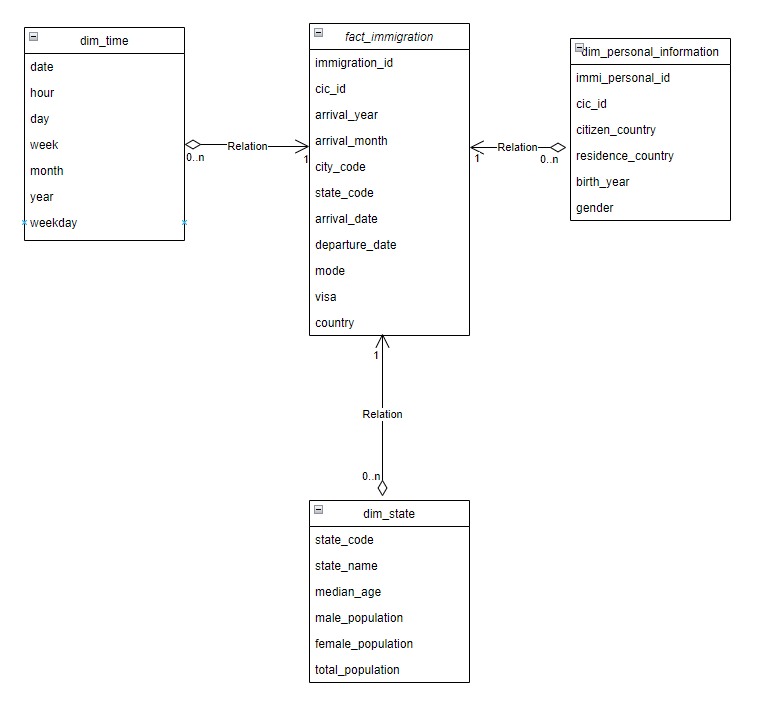 dim_time
date
hour
day
week
month
year
weekday
0..n
Relation
1
fact_immigration
immigration_id
cic_id
arrival_year
arrival_month
city_code
state_code
arrival_date
departure_date
mode
visa
country
1
Relation
0..n
dim_personal_information
immi_personal_id
cic_id
citizen_country
residence_country
birth_year
gender
1
Relation
0..n
dim_state
state_code
state_name
median_age
male_population
female_population
total_population